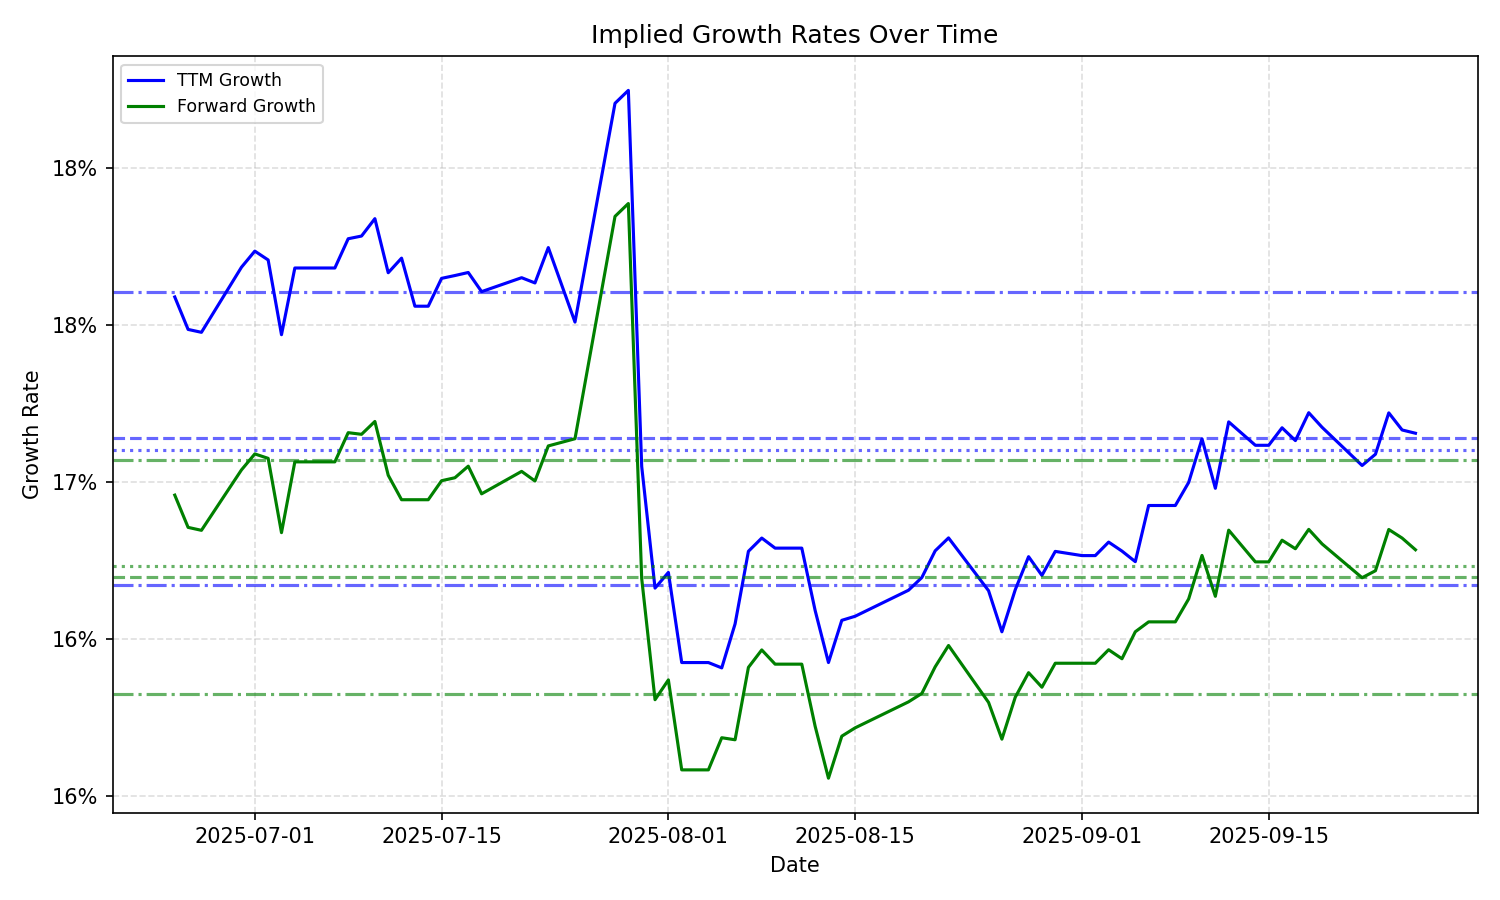 Implied Growth Rates Over Time
TTM Growth
Forward Growth
18%
18%
17%
16%
16%
Growth Rate
2025-07-01
2025-07-15
2025-08-01
2025-08-15
2025-09-01
2025-09-15
Date